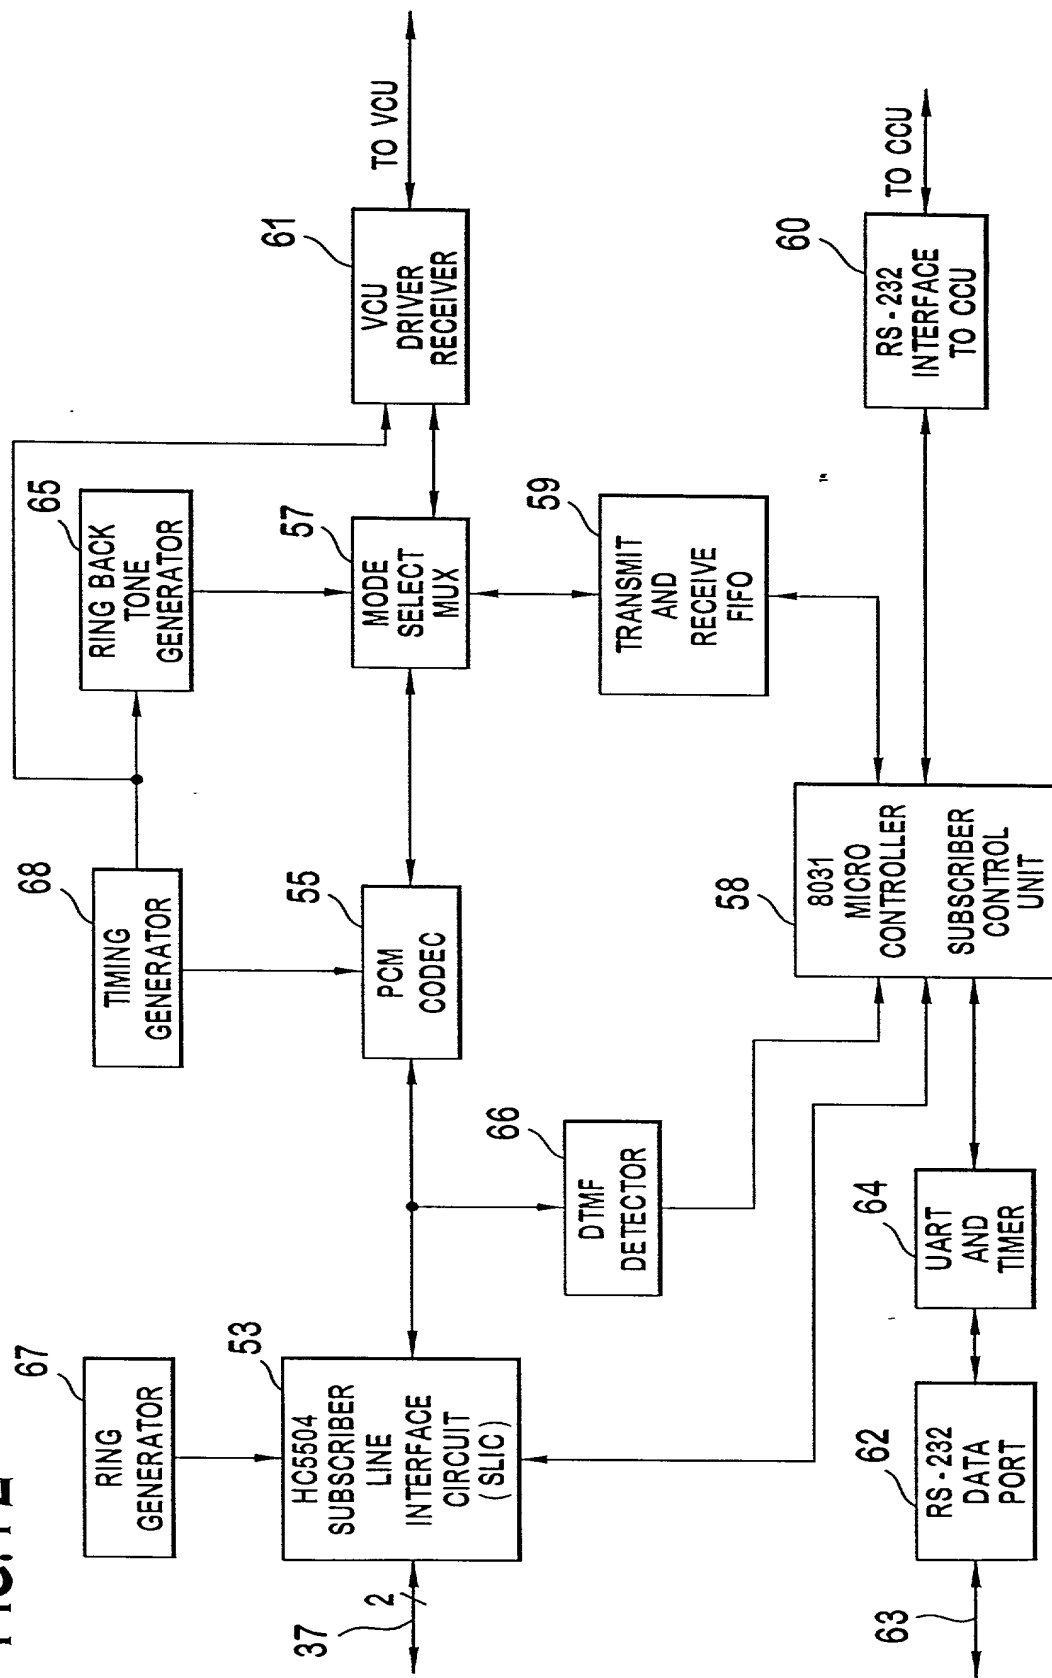 67
RING
GENERATOR
68
TIMING
GENERATOR
65
RING BACK
TONE
GENERATOR
37
2
53
HC5504
SUBSCRIBER
LINE
INTERFACE
CIRCUIT
(SLIC)
55
PCM
CODEC
57
MODE
SELECT
MUX
61
VCU
DRIVER
RECEIVER
TO VCU
66
DTMF
DETECTOR
59
TRANSMIT
AND
RECEIVE
FIFO
63
62
RS-232
DATA
PORT
64
UART
AND
TIMER
58
8031
MICRO
CONTROLLER
SUBSCRIBER
CONTROL
UNIT
60
RS-232
INTERFACE
TO CCU
TO CCU